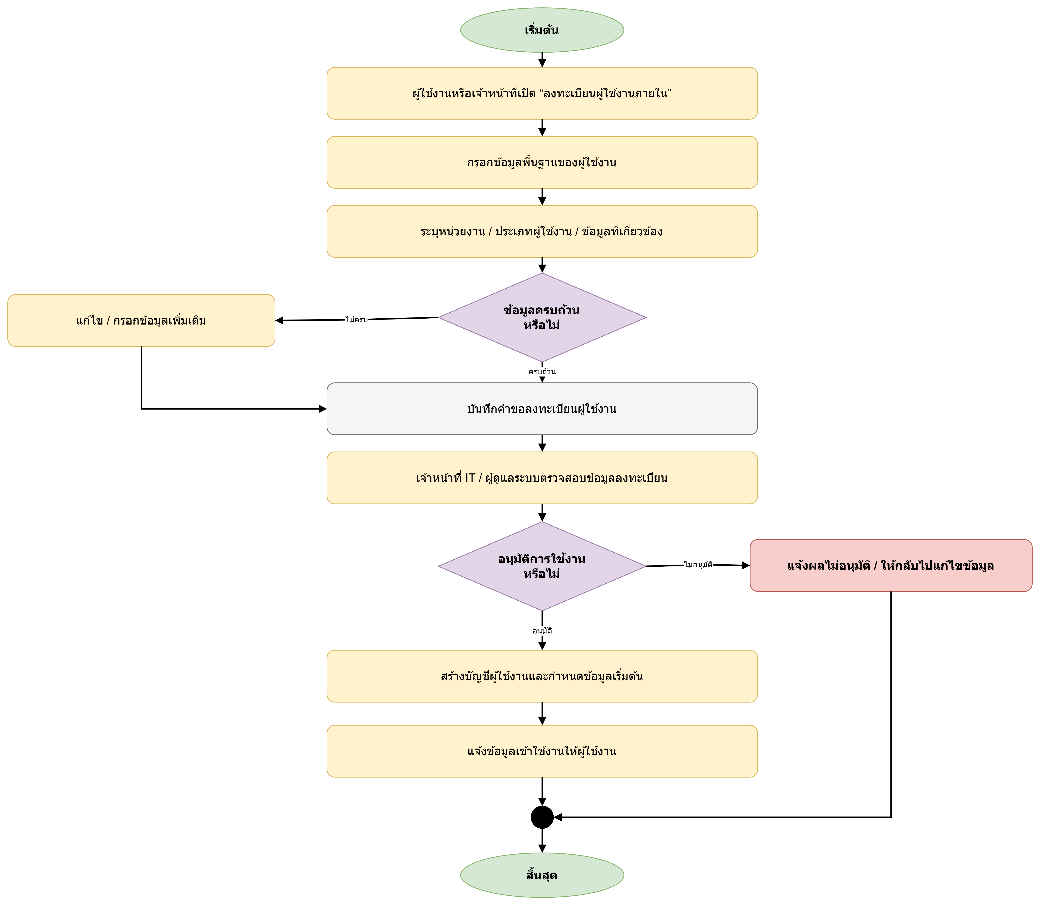 เริ่มต้น
ผู้ใช้งานหรือเจ้าหน้าที่เปิด “ลงทะเบียนผู้ใช้งานภายใน”
กรอกข้อมูลพื้นฐานของผู้ใช้งาน
ระบุหน่วยงาน / ประเภทผู้ใช้งาน / ข้อมูลที่เกี่ยวข้อง
ข้อมูลครบถ้วน
หรือไม่
ไม่ครบ
แก้ไข / กรอกข้อมูลเพิ่มเติม
ครบถ้วน
บันทึกคำขอลงทะเบียนผู้ใช้งาน
เจ้าหน้าที่ IT / ผู้ดูแลระบบตรวจสอบข้อมูลลงทะเบียน
อนุมัติการใช้งาน
หรือไม่
ไม่อนุมัติ
แจ้งผลไม่อนุมัติ / ให้กลับไปแก้ไขข้อมูล
อนุมัติ
สร้างบัญชีผู้ใช้งานและกำหนดข้อมูลเริ่มต้น
แจ้งข้อมูลเข้าใช้งานให้ผู้ใช้งาน
สิ้นสุด